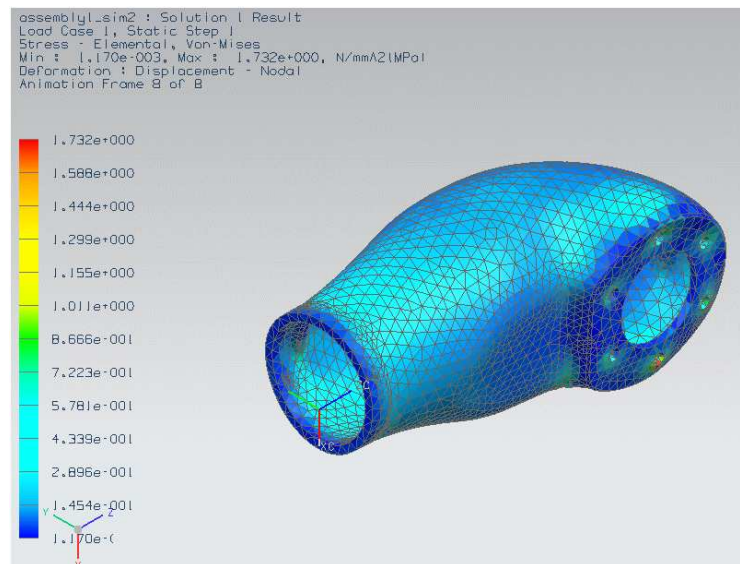 assembly1_sim2 : Solution 1 Result
Load Case 1, Static Step 1
Stress - Elemental, Von-Mises
Min : 1.170e-003, Max : 1.732e+000, N/mm^2(MPa)
Deformation : Displacement - Nodal
Animation Frame 8 of 8
1.732e+000
1.588e+000
1.444e+000
1.299e+000
1.155e+000
1.011e+000
8.666e-001
7.223e-001
5.781e-001
4.339e-001
2.896e-001
1.454e-001
1.170e-(
XC
Y
Z